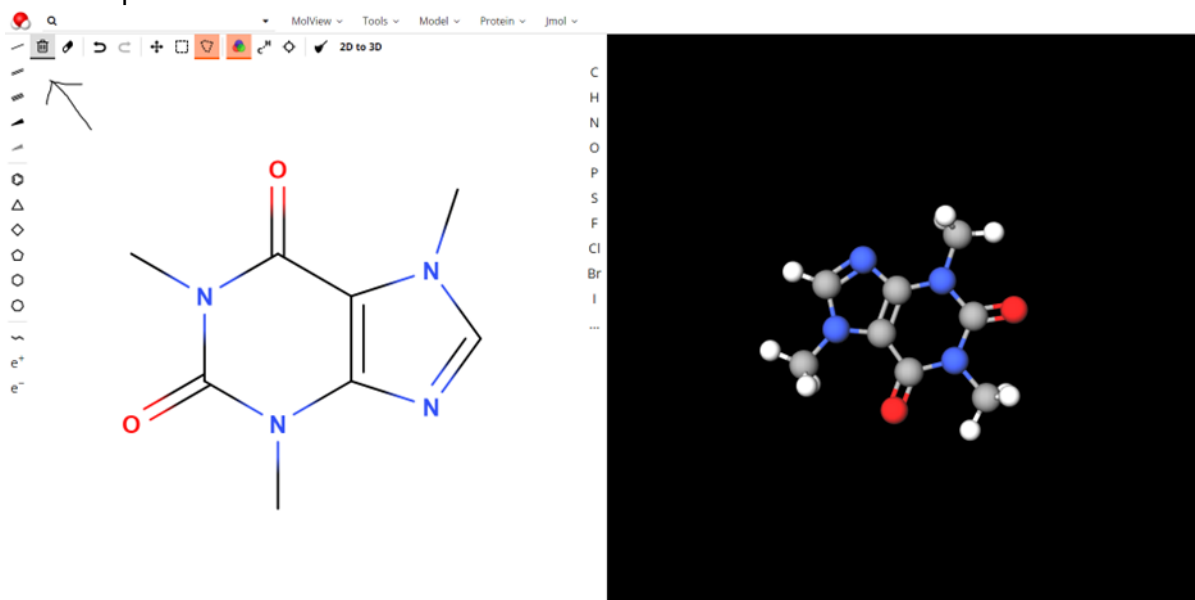 MolView Tools Model Protein Jmol
2D to 3D
C
H
N
O
P
S
F
Cl
Br
I
...
e+
e-
O
N
N
O
N
N